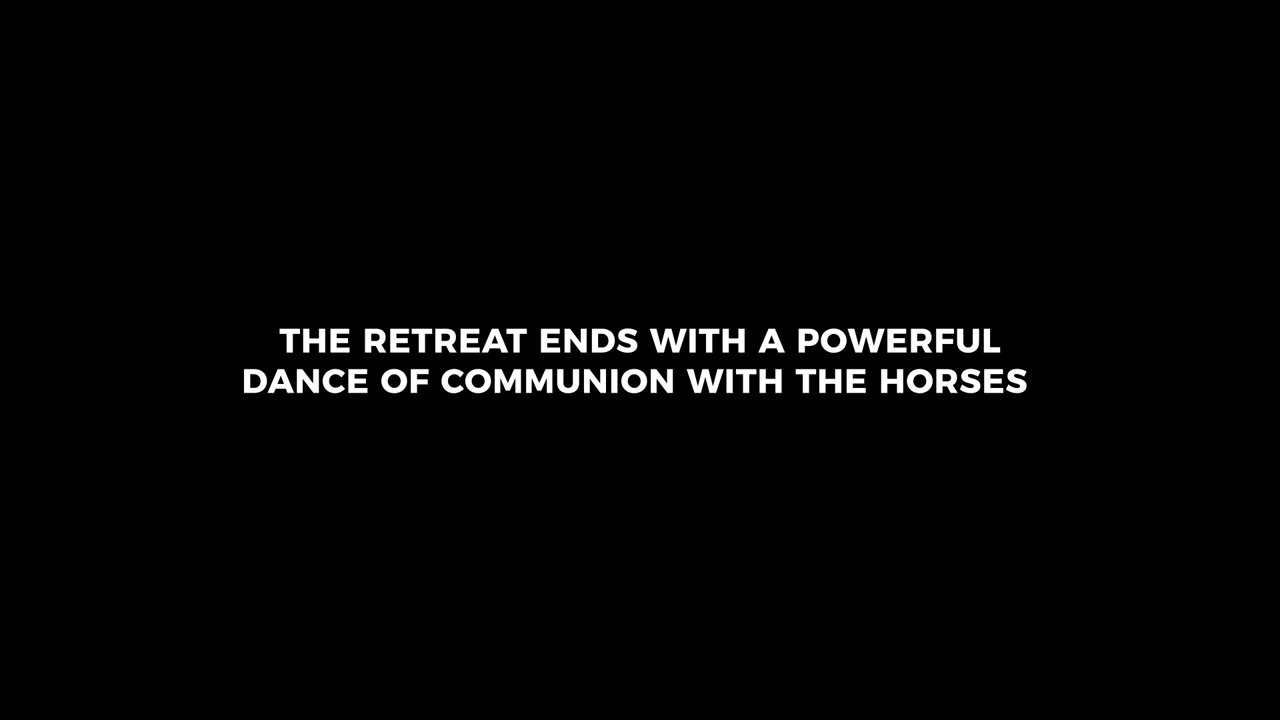 THE RETREAT ENDS WITH A POWERFUL
DANCE OF COMMUNION WITH THE HORSES